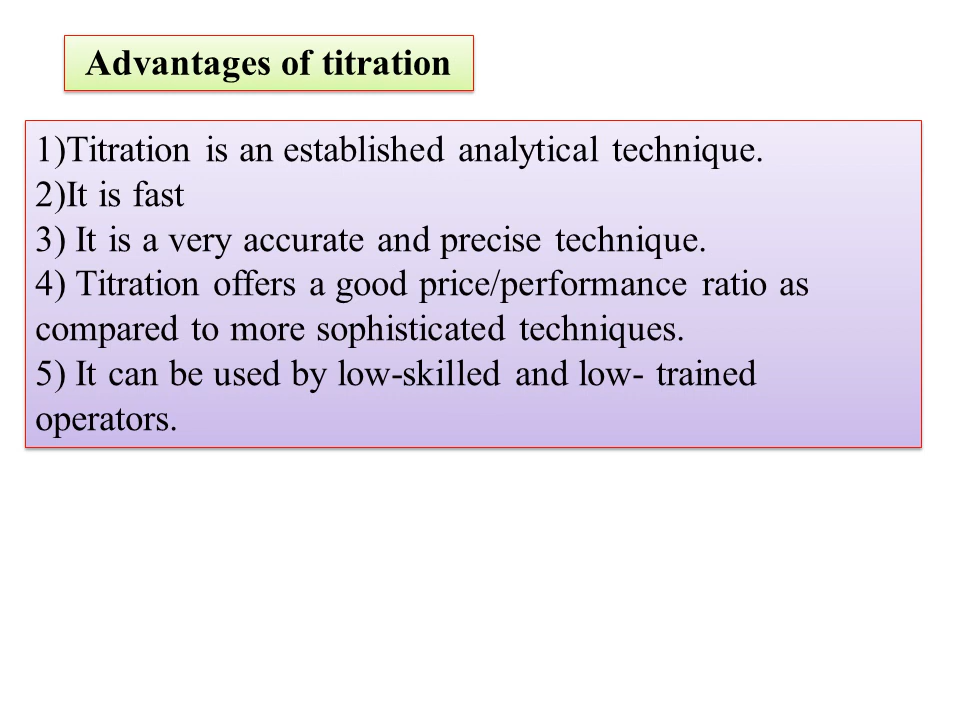 Advantages of titration
1)Titration is an established analytical technique.
2)It is fast
3) It is a very accurate and precise technique.
4) Titration offers a good price/performance ratio as
compared to more sophisticated techniques.
5) It can be used by low-skilled and low- trained
operators.